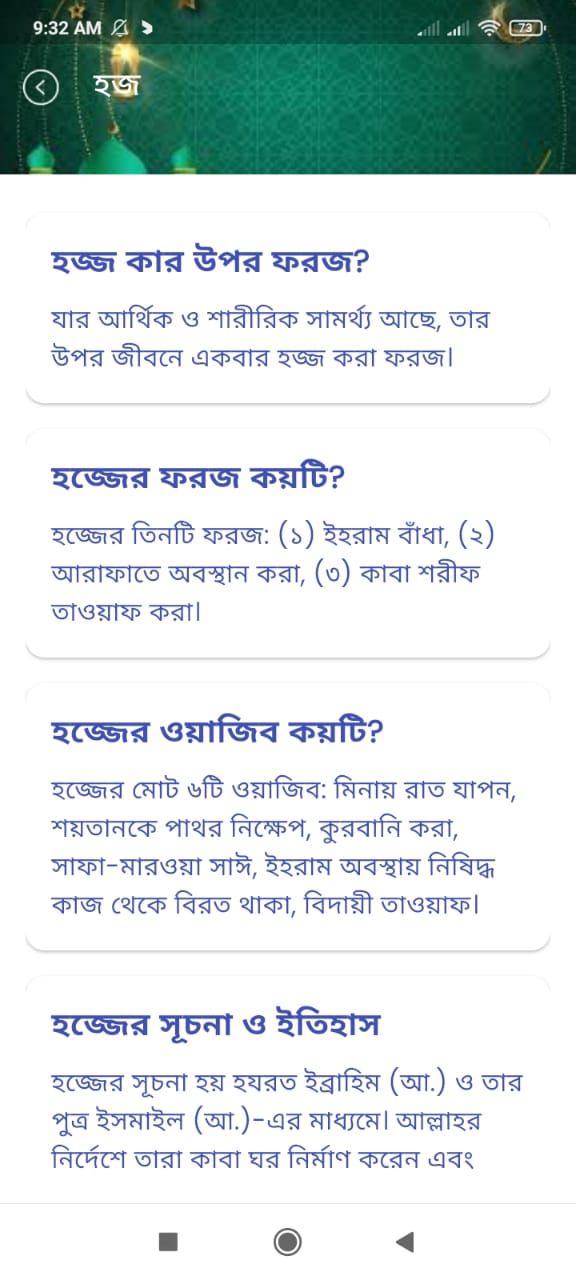 9:32 AM
73
হজ
হজ্জ কার উপর ফরজ?
যার আর্থিক ও শারীরিক সামর্থ্য আছে, তার
উপর জীবনে একবার হজ্জ করা ফরজ।
হজ্জের ফরজ কয়টি?
হজ্জের তিনটি ফরজ: (১) ইহরাম বাঁধা, (২)
আরাফাতে অবস্থান করা, (৩) কাবা শরীফ
তাওয়াফ করা।
হজ্জের ওয়াজিব কয়টি?
হজ্জের মোট ৬টি ওয়াজিব: মিনায় রাত যাপন,
শয়তানকে পাথর নিক্ষেপ, কুরবানি করা,
সাফা-মারওয়া সাঈ, ইহরাম অবস্থায় নিষিদ্ধ
কাজ থেকে বিরত থাকা, বিদায়ী তাওয়াফ।
হজ্জের সূচনা ও ইতিহাস
হজ্জের সূচনা হয় হযরত ইব্রাহিম (আ.) ও তার
পুত্র ইসমাইল (আ.)-এর মাধ্যমে। আল্লাহর
নির্দেশে তারা কাবা ঘর নির্মাণ করেন এবং